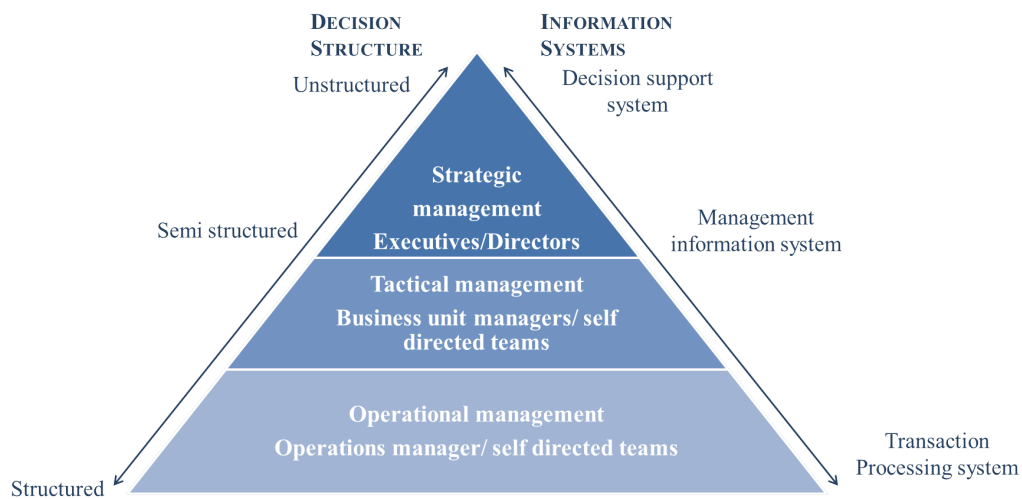 DECISION
STRUCTURE
INFORMATION
SYSTEMS
Unstructured
Decision support
system
Strategic
management
Executives/Directors
Semi structured
Management
information system
Tactical management
Business unit managers/ self
directed teams
Operational management
Operations manager/ self directed teams
Transaction
Processing system
Structured